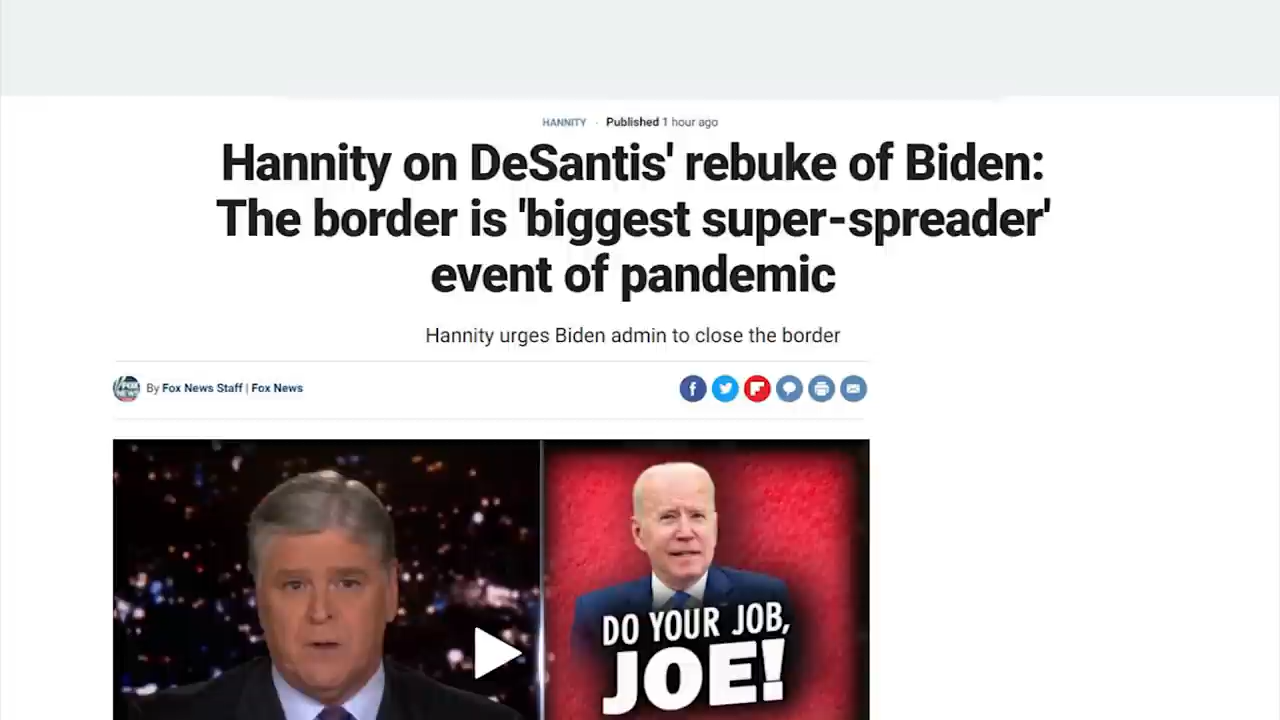 HANNITY · Published 1 hour ago
Hannity on DeSantis' rebuke of Biden:
The border is 'biggest super-spreader'
event of pandemic
Hannity urges Biden admin to close the border
By Fox News Staff | Fox News
DO YOUR JOB,
JOE!